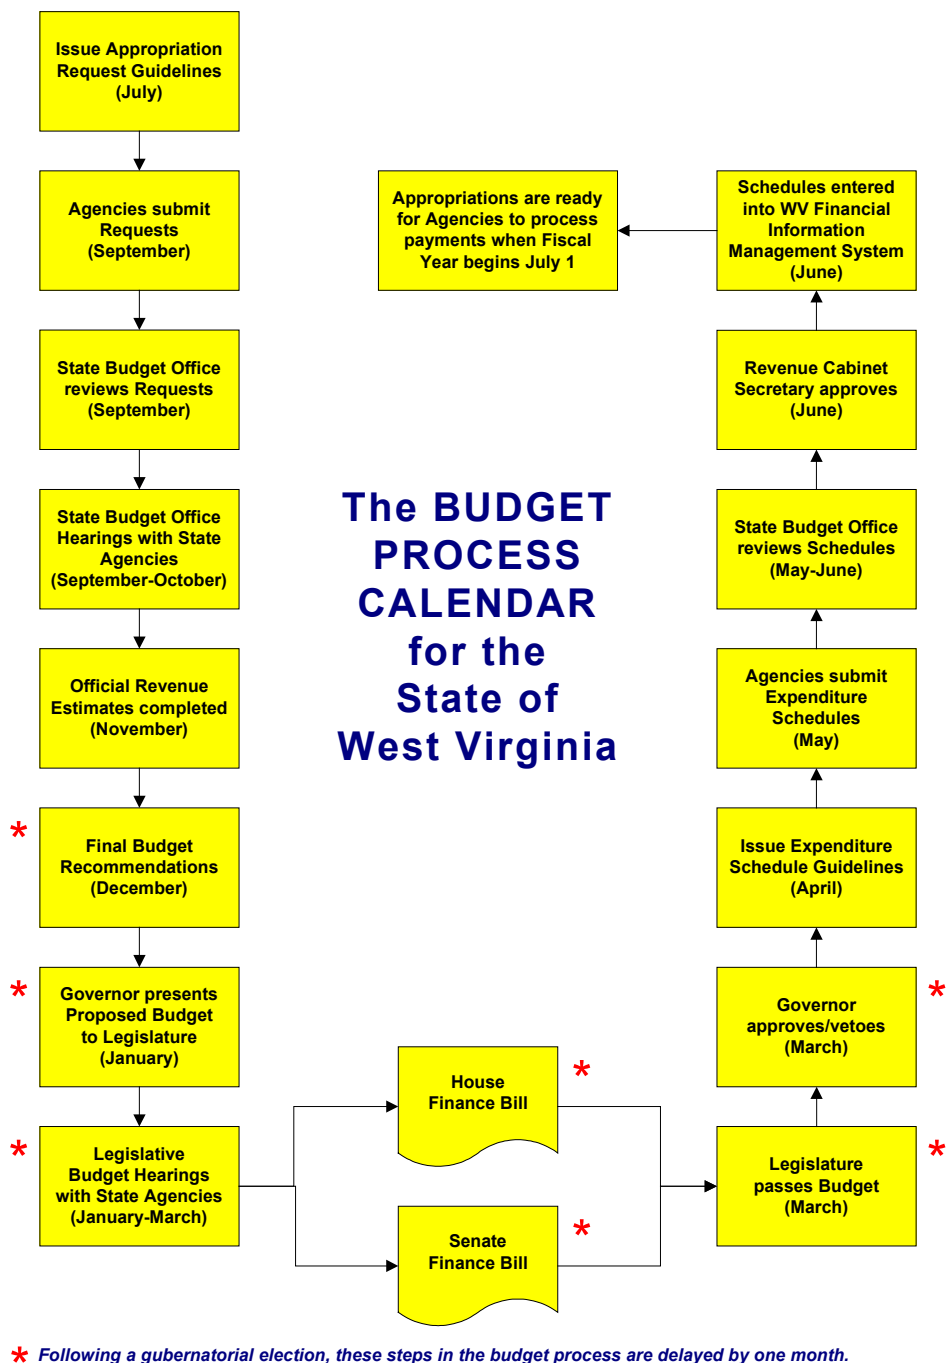 Issue Appropriation
Request Guidelines
(July)
Agencies submit
Requests
(September)
State Budget Office
reviews Requests
(September)
State Budget Office
Hearings with State
Agencies
(September-October)
Official Revenue
Estimates completed
(November)
*
Final Budget
Recommendations
(December)
*
Governor presents
Proposed Budget
to Legislature
(January)
*
Legislative
Budget Hearings
with State Agencies
(January-March)
House
Finance Bill
*
Senate
Finance Bill
*
Legislature
passes Budget
(March)
*
Governor
approves/vetoes
(March)
*
Issue Expenditure
Schedule Guidelines
(April)
Agencies submit
Expenditure
Schedules
(May)
State Budget Office
reviews Schedules
(May-June)
Revenue Cabinet
Secretary approves
(June)
Schedules entered
into WV Financial
Information
Management System
(June)
Appropriations are ready
for Agencies to process
payments when Fiscal
Year begins July 1
The BUDGET
PROCESS
CALENDAR
for the
State of
West Virginia
* Following a gubernatorial election, these steps in the budget process are delayed by one month.